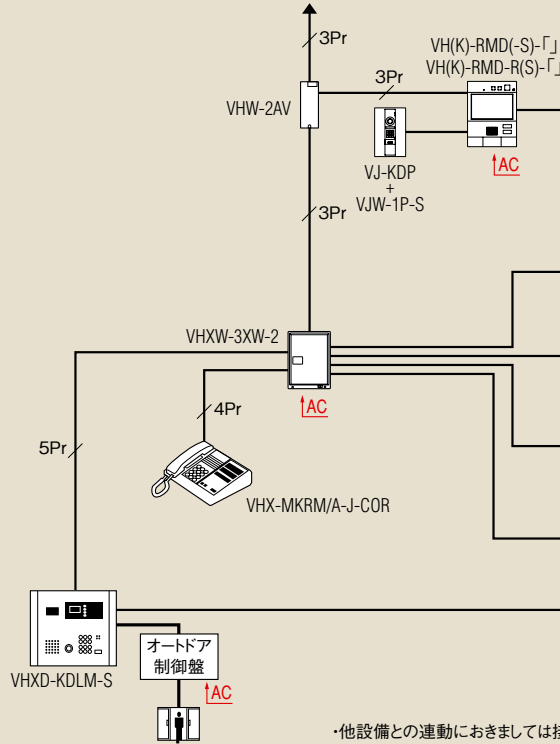 3Pr
VH(K)-RMD(-S)-「」
VH(K)-RMD-R(S)-「」
3Pr
VHW-2AV
AC
VJ-KDP
+
VJW-1P-S
3Pr
VHXW-3XW-2
AC
4Pr
5Pr
VHX-MKRM/A-J-COR
オートドア
制御盤
VHXD-KDLM-S
AC
・他設備との連動におきましては